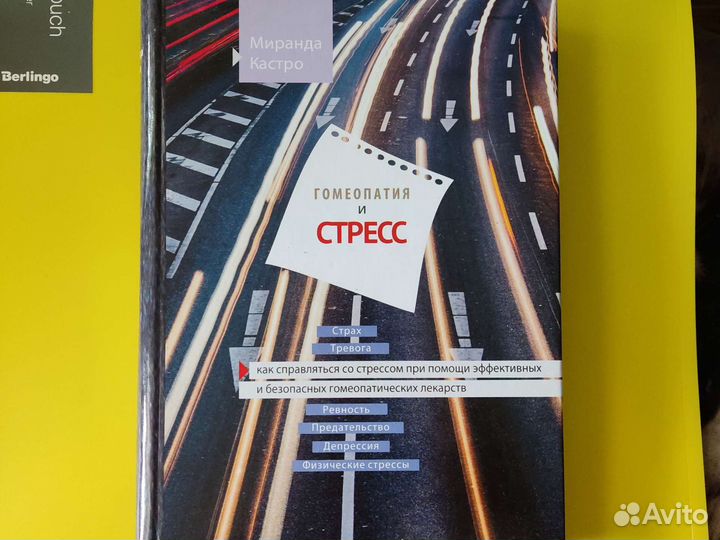 ouch
Berlingo
Миранда
Кастро
ГОМЕОПАТИЯ
и
СТРЕСС
Страх
Тревога
как справляться со стрессом при помощи эффективных
и безопасных гомеопатических лекарств
Ревность
Предательство
Депрессия
Физические стрессы
Avito